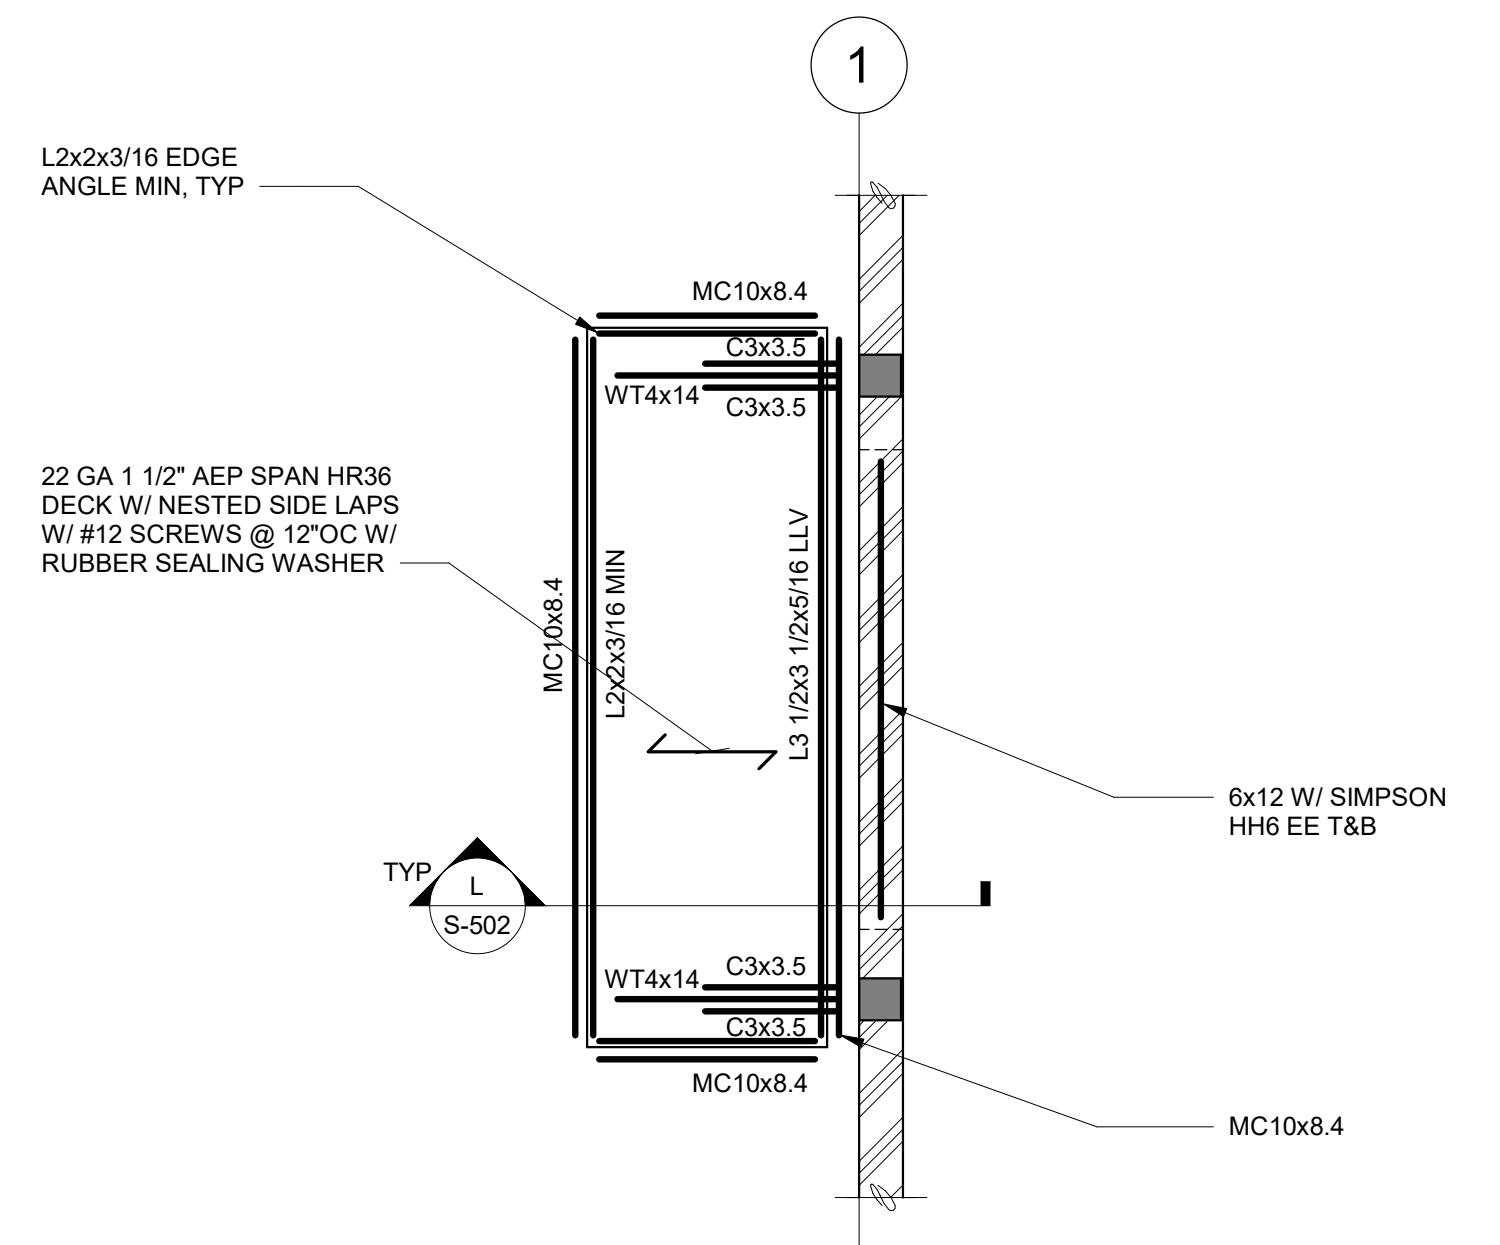 1
L2x2x3/16 EDGE
ANGLE MIN, TYP
MC10x8.4
C3x3.5
WT4x14
C3x3.5
22 GA 1 1/2" AEP SPAN HR36
DECK W/ NESTED SIDE LAPS
W/ #12 SCREWS @ 12"OC W/
RUBBER SEALING WASHER
MC10x8.4
L2x2x3/16 MIN
L3 1/2x3 1/2x5/16 LLV
6x12 W/ SIMPSON
HH6 EE T&B
TYP
L
S-502
C3x3.5
WT4x14
C3x3.5
MC10x8.4
MC10x8.4